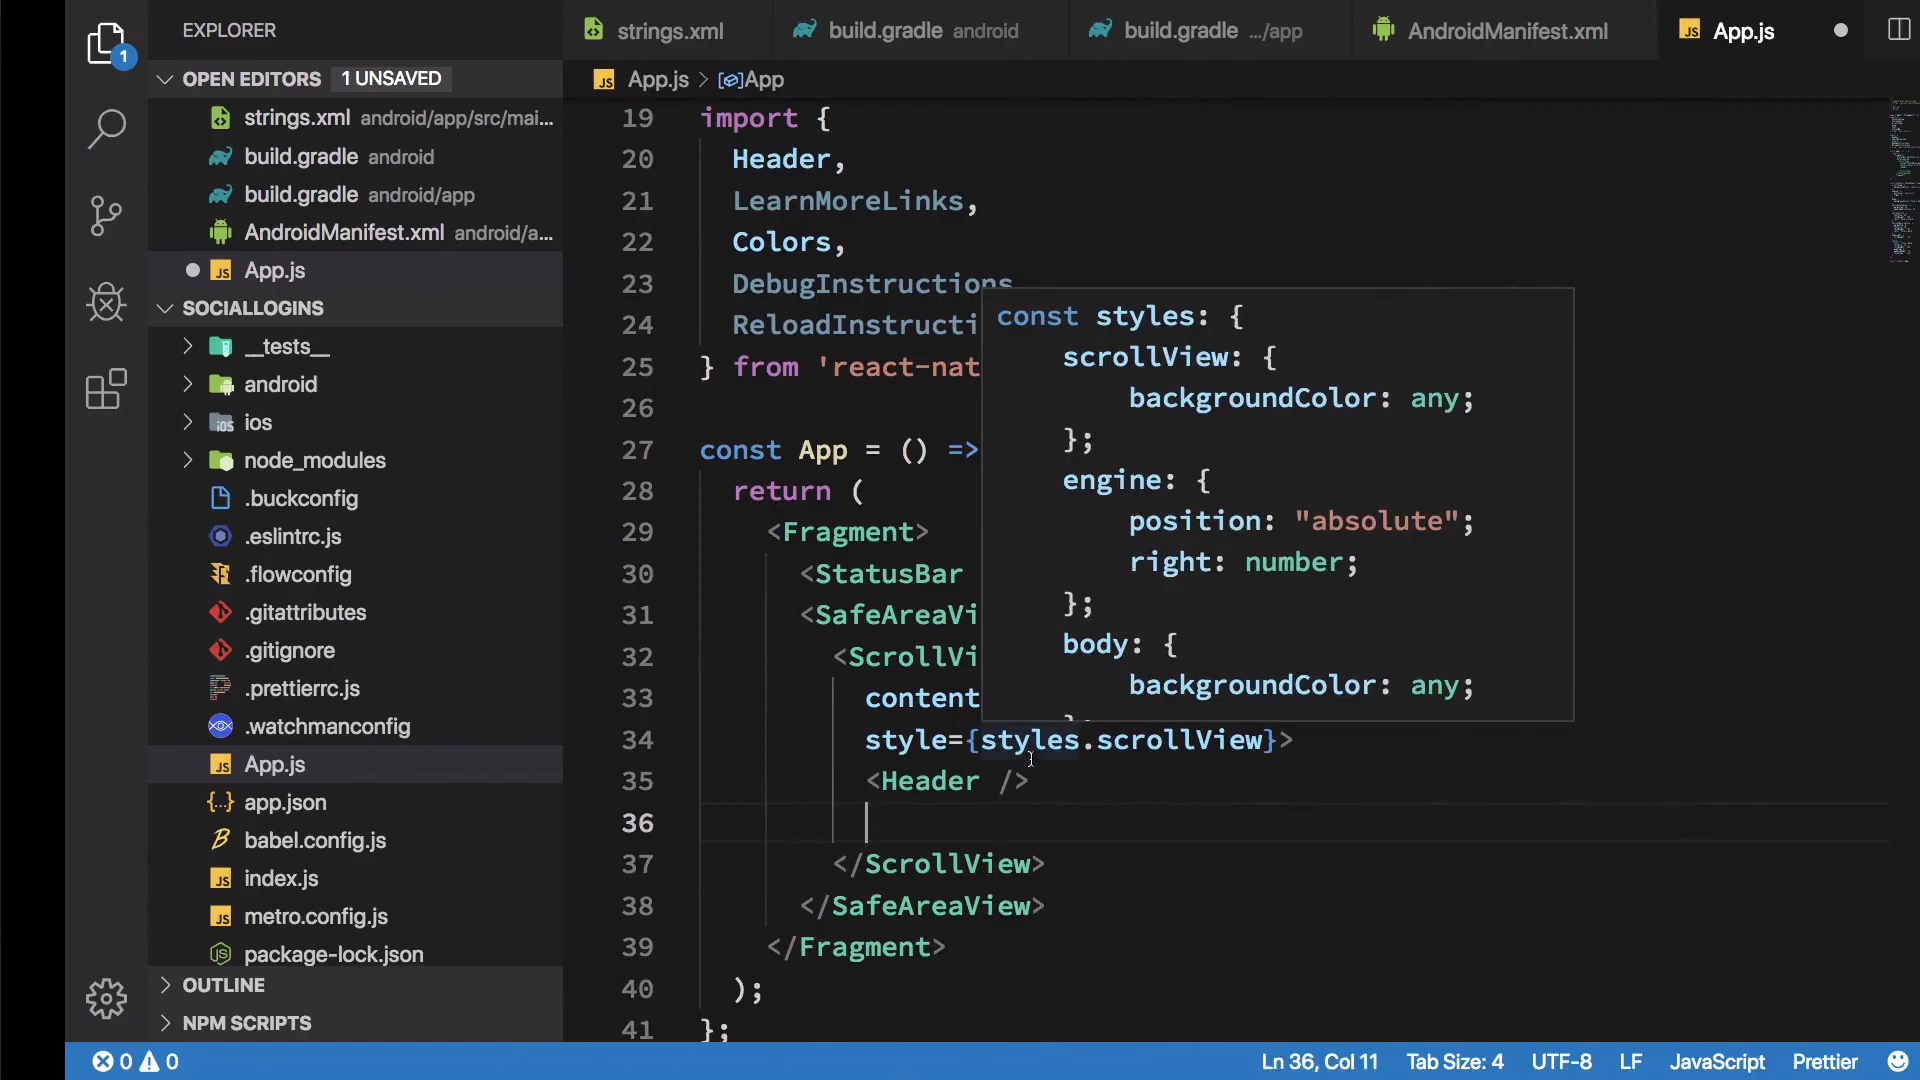 EXPLORER
OPEN EDITORS 1 UNSAVED
strings.xml android/app/src/mai...
build.gradle android
build.gradle android/app
AndroidManifest.xml android/a...
App.js
SOCIALLOGINS
__tests__
android
ios
node_modules
.buckconfig
.eslintrc.js
.flowconfig
.gitattributes
.gitignore
.prettierrc.js
.watchmanconfig
App.js
app.json
babel.config.js
index.js
metro.config.js
package-lock.json
OUTLINE
NPM SCRIPTS
1
strings.xml
build.gradle android
build.gradle .../app
AndroidManifest.xml
App.js
App.js > App
19 import {
20 Header,
21 LearnMoreLinks,
22 Colors,
23 DebugInstructions
24 ReloadInstructi
25 } from 'react-nat
26
27 const App = () =>
28 return (
29 <Fragment>
30 <StatusBar
31 <SafeAreaVi
32 <ScrollVi
33 content
34 style={styles.scrollView}>
35 <Header />
36
37 </ScrollView>
38 </SafeAreaView>
39 </Fragment>
40 );
41 };
const styles: {
scrollView: {
backgroundColor: any;
};
engine: {
position: "absolute";
right: number;
};
body: {
backgroundColor: any;
0 0
Ln 36, Col 11
Tab Size: 4
UTF-8
LF
JavaScript
Prettier